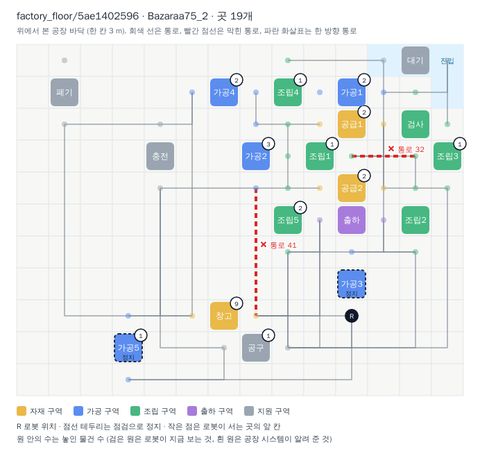 factory_floor/5ae1402596 · Bazaraa75_2 · 곳 19개
위에서 본 공장 바닥 (한 칸 3 m). 회색 선은 통로, 빨간 점선은 막힌 통로, 파란 화살표는 한 방향 통로
대기
진입
폐기
가공4
2
조립4
1
가공1
2
공급1
2
검사
충전
가공2
3
조립1
1
✕ 통로 32
조립3
1
공급2
2
조립5
2
출하
조립2
✕ 통로 41
가공3
정지
창고
9
R
가공5
정지
1
공구
1
자재 구역
가공 구역
조립 구역
출하 구역
지원 구역
R 로봇 위치 · 점선 테두리는 점검으로 정지 · 작은 점은 로봇이 서는 곳의 앞 칸
원 안의 수는 놓인 물건 수 (검은 원은 로봇이 지금 보는 것, 흰 원은 공장 시스템이 알려 준 것)